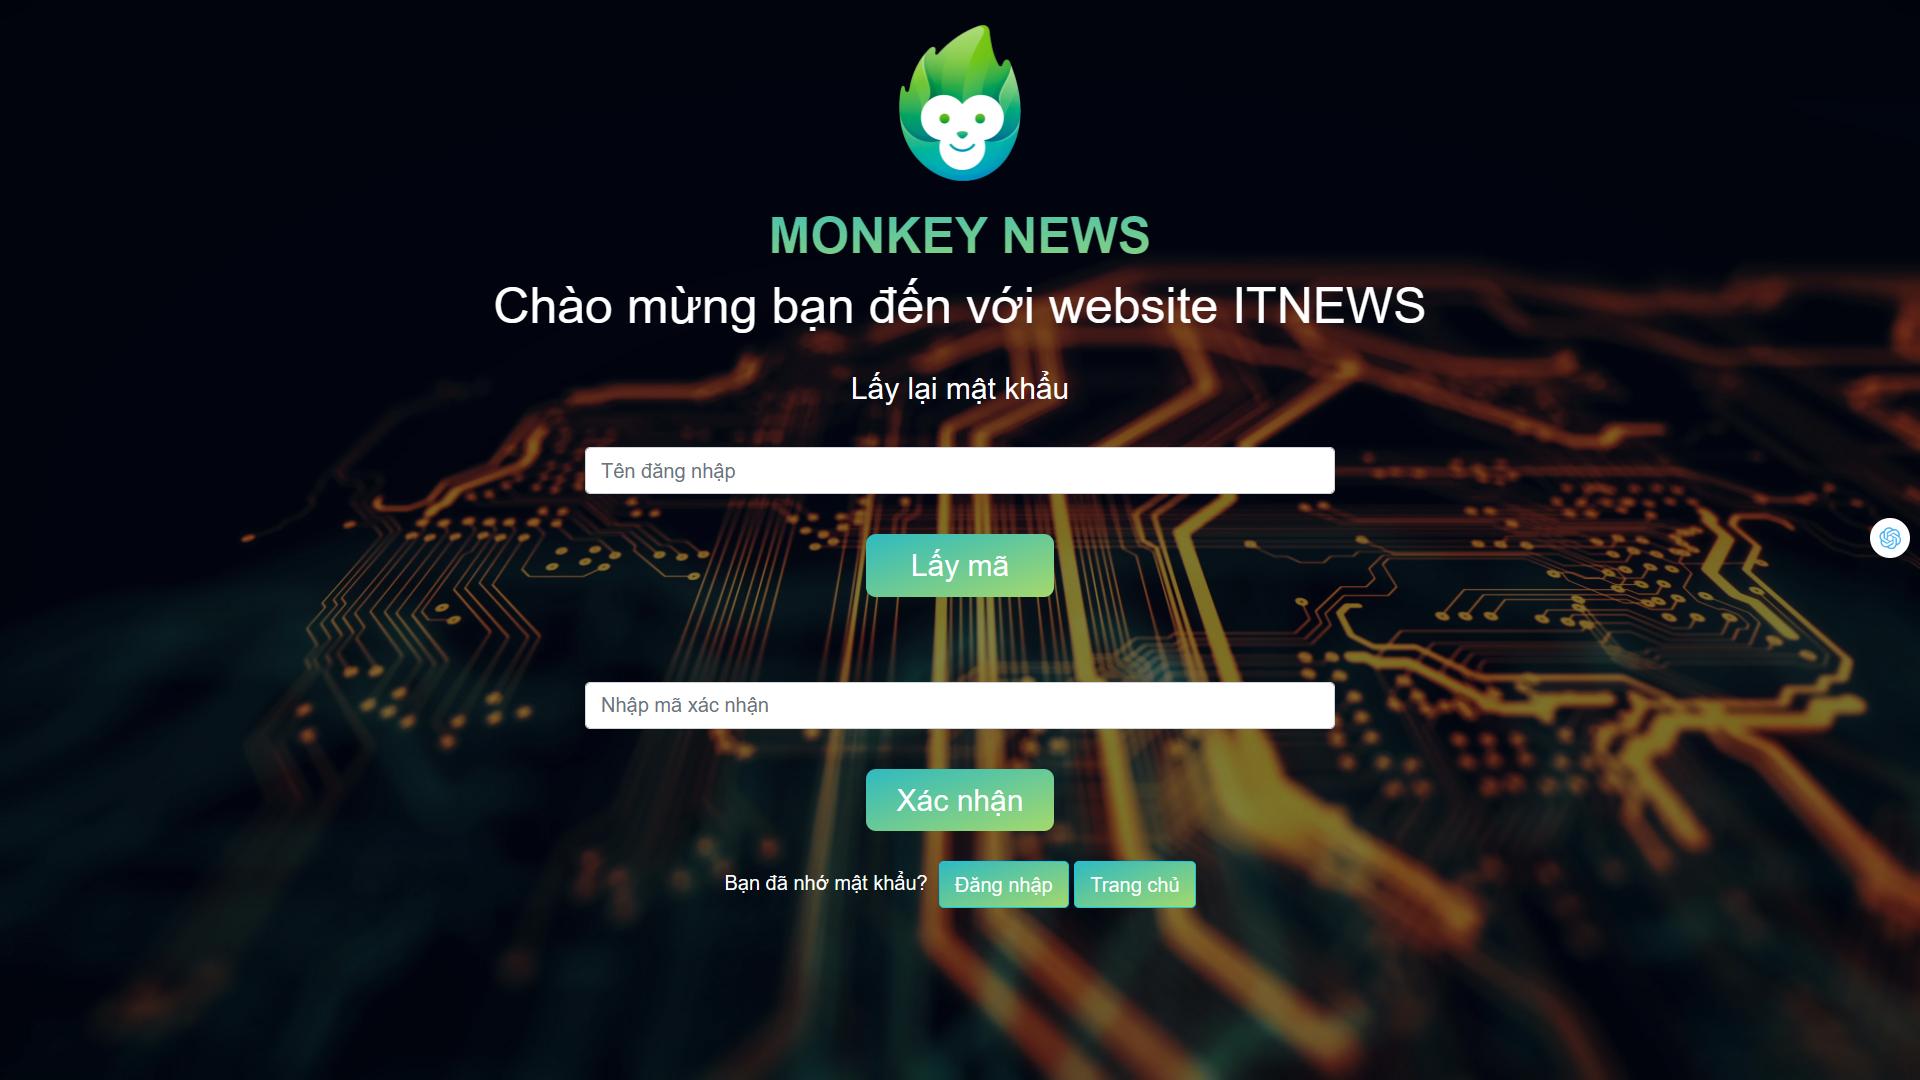 MONKEY NEWS
Chào mừng bạn đến với website ITNEWS
Lấy lại mật khẩu
Tên đăng nhập
Lấy mã
Nhập mã xác nhận
Xác nhận
Bạn đã nhớ mật khẩu? Đăng nhập Trang chủ